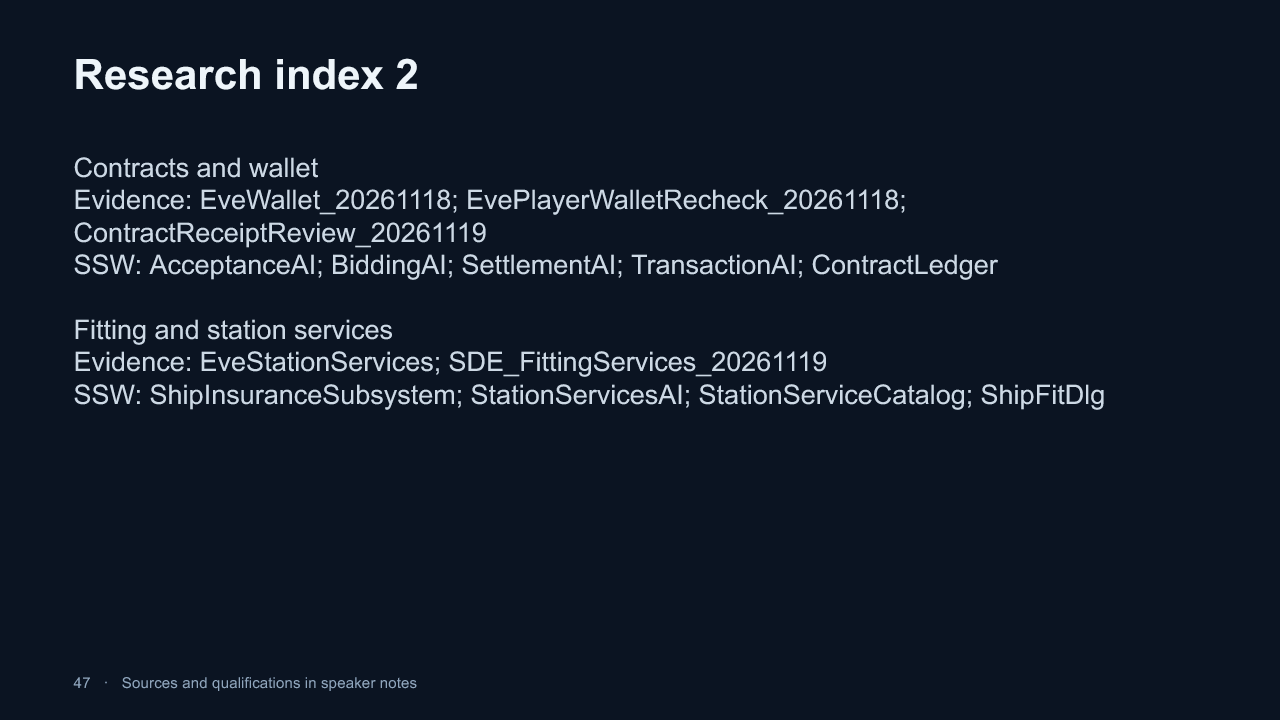 Research index 2
Contracts and wallet
Evidence: EveWallet_20261118; EvePlayerWalletRecheck_20261118;
ContractReceiptReview_20261119
SSW: AcceptanceAI; BiddingAI; SettlementAI; TransactionAI; ContractLedger
Fitting and station services
Evidence: EveStationServices; SDE_FittingServices_20261119
SSW: ShipInsuranceSubsystem; StationServicesAI; StationServiceCatalog; ShipFitDlg
47 · Sources and qualifications in speaker notes